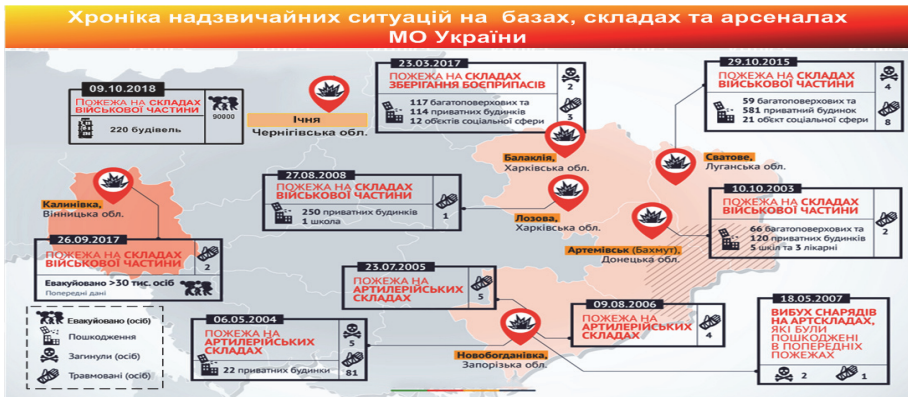 Хроніка надзвичайних ситуацій на базах, складах та арсеналах
МО України
09.10.2018
ПОЖЕЖА НА СКЛАДАХ
ВІЙСЬКОВОЇ ЧАСТИНИ
220 будівель
90000
Ічня
Чернігівська обл.
23.03.2017
ПОЖЕЖА НА СКЛАДАХ
ЗБЕРІГАННЯ БОЄПРИПАСІВ
117 багатоповерхових та
114 приватних будинків
12 об'єктів соціальної сфери
2
3
Балаклія,
Харківська обл.
29.10.2015
ПОЖЕЖА НА СКЛАДАХ
ВІЙСЬКОВОЇ ЧАСТИНИ
59 багатоповерхових та
581 приватний будинок
21 об'єкт соціальної сфери
4
8
Сватове,
Луганська обл.
Калинівка,
Вінницька обл.
26.09.2017
ПОЖЕЖА НА СКЛАДАХ
ВІЙСЬКОВОЇ ЧАСТИНИ
2
Евакуйовано >30 тис. осіб
Попередні дані
27.08.2008
ПОЖЕЖА НА СКЛАДАХ
ВІЙСЬКОВОЇ ЧАСТИНИ
250 приватних будинків
1 школа
1
Лозова,
Харківська обл.
10.10.2003
ПОЖЕЖА НА СКЛАДАХ
ВІЙСЬКОВОЇ ЧАСТИНИ
66 багатоповерхових та
120 приватних будинків
5 шкіл та 3 лікарні
2
Артемівськ (Бахмут),
Донецька обл.
23.07.2005
ПОЖЕЖА НА
АРТИЛЕРІЙСЬКИХ
СКЛАДАХ
5
06.05.2004
ПОЖЕЖА НА
АРТИЛЕРІЙСЬКИХ
СКЛАДАХ
22 приватних будинки
5
81
Новобогданівка,
Запорізька обл.
09.08.2006
ПОЖЕЖА НА
АРТИЛЕРІЙСЬКИХ
СКЛАДАХ
4
18.05.2007
ВИБУХ СНАРЯДІВ
НА АРТСКЛАДАХ,
ЯКІ БУЛИ
ПОШКОДЖЕНІ
В ПОПЕРЕДНІХ
ПОЖЕЖАХ
2
1
Евакуйовано (осіб)
Пошкодження
Загинули (осіб)
Травмовані (осіб)